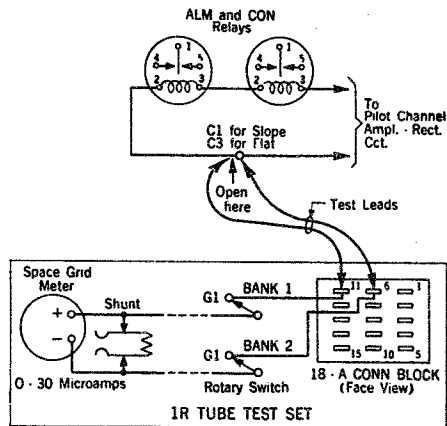 ALM and CON
Relays
1
4
5
2
3
1
4
5
2
3
To
Pilot Channel
Ampl. - Rect.
Cct.
C1 for Slope
C3 for Flat
Open
here
Test Leads
Space Grid
Meter
Shunt
+
-
G1
BANK 1
G1
BANK 2
11
6
1
15
10
5
18 - A CONN BLOCK
(Face View)
0 - 30 Microamps
Rotary Switch
1R TUBE TEST SET